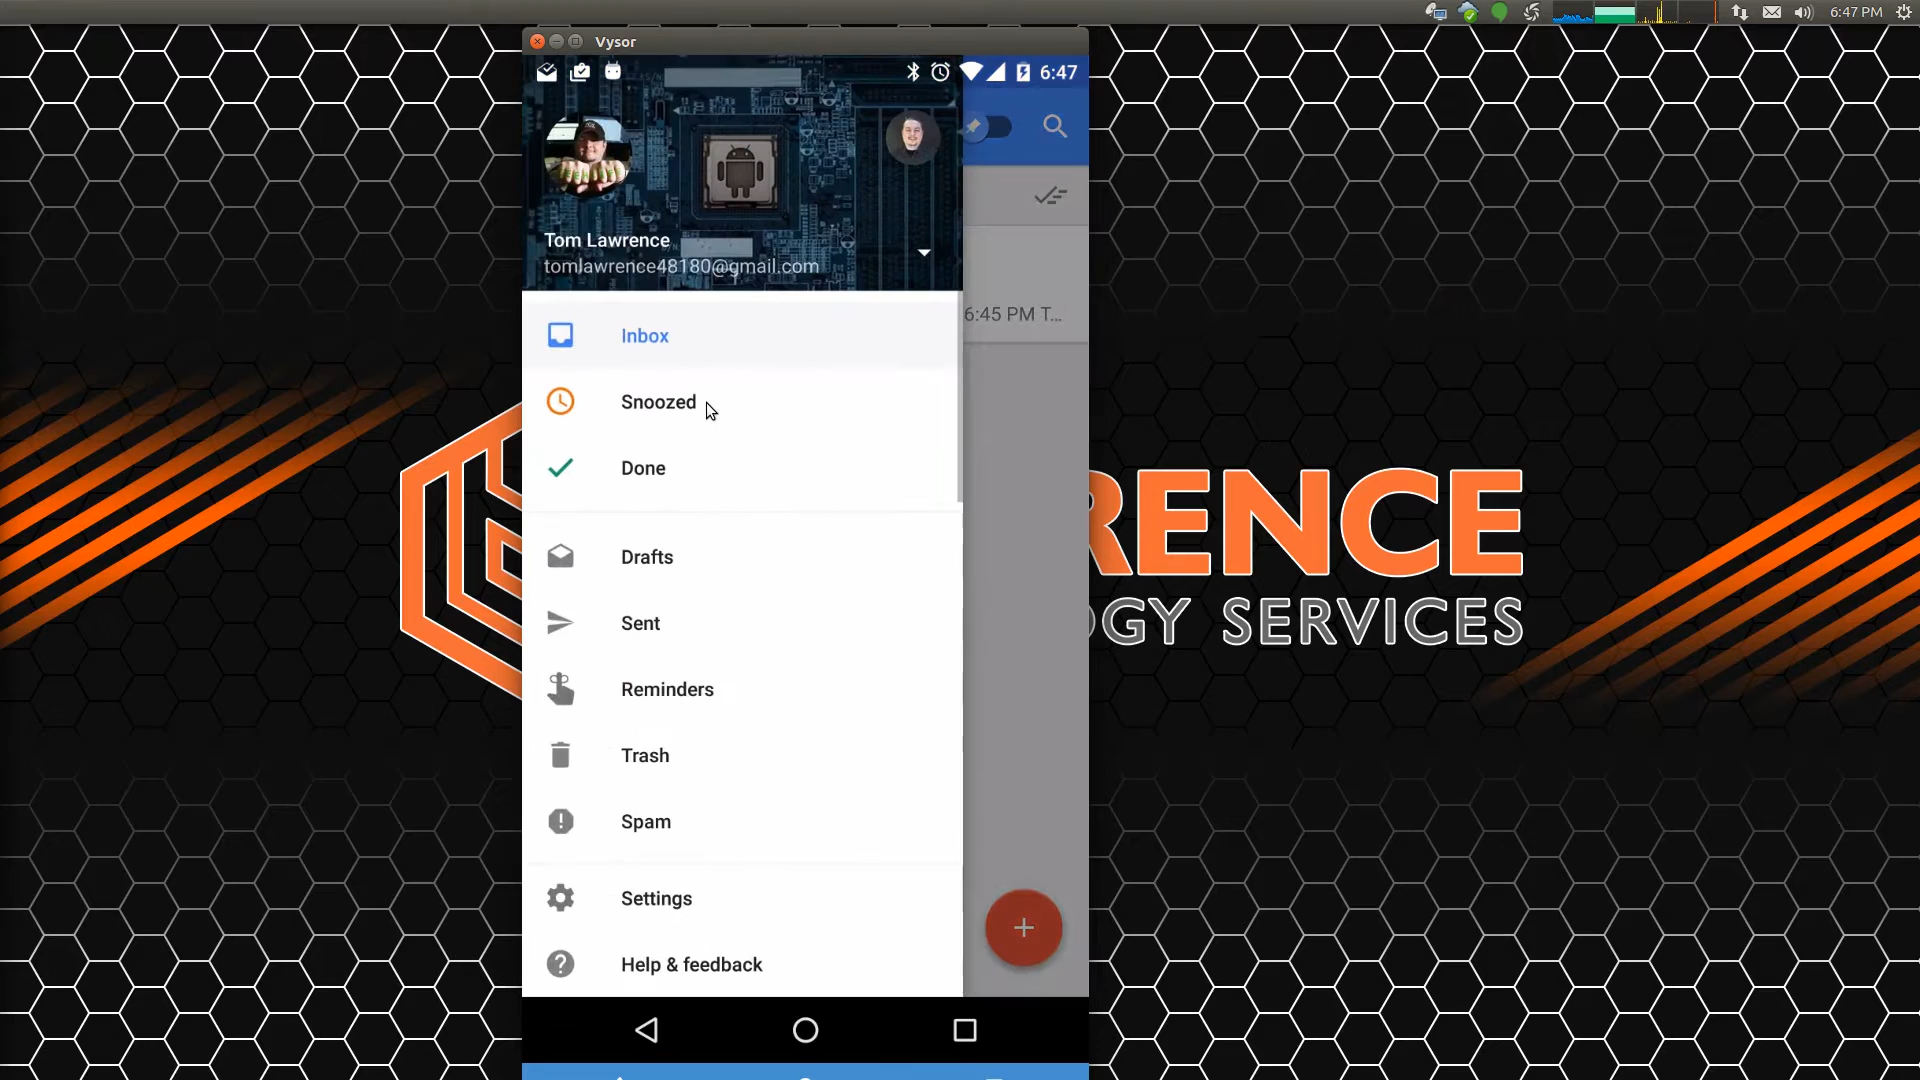 6:47 PM
Vysor
6:47
Tom Lawrence
tomlawrence48180@gmail.com
Inbox
6:45 PM T...
Snoozed
Done
Drafts
Sent
Reminders
Trash
Spam
Settings
Help & feedback
RENCE
OGY SERVICES